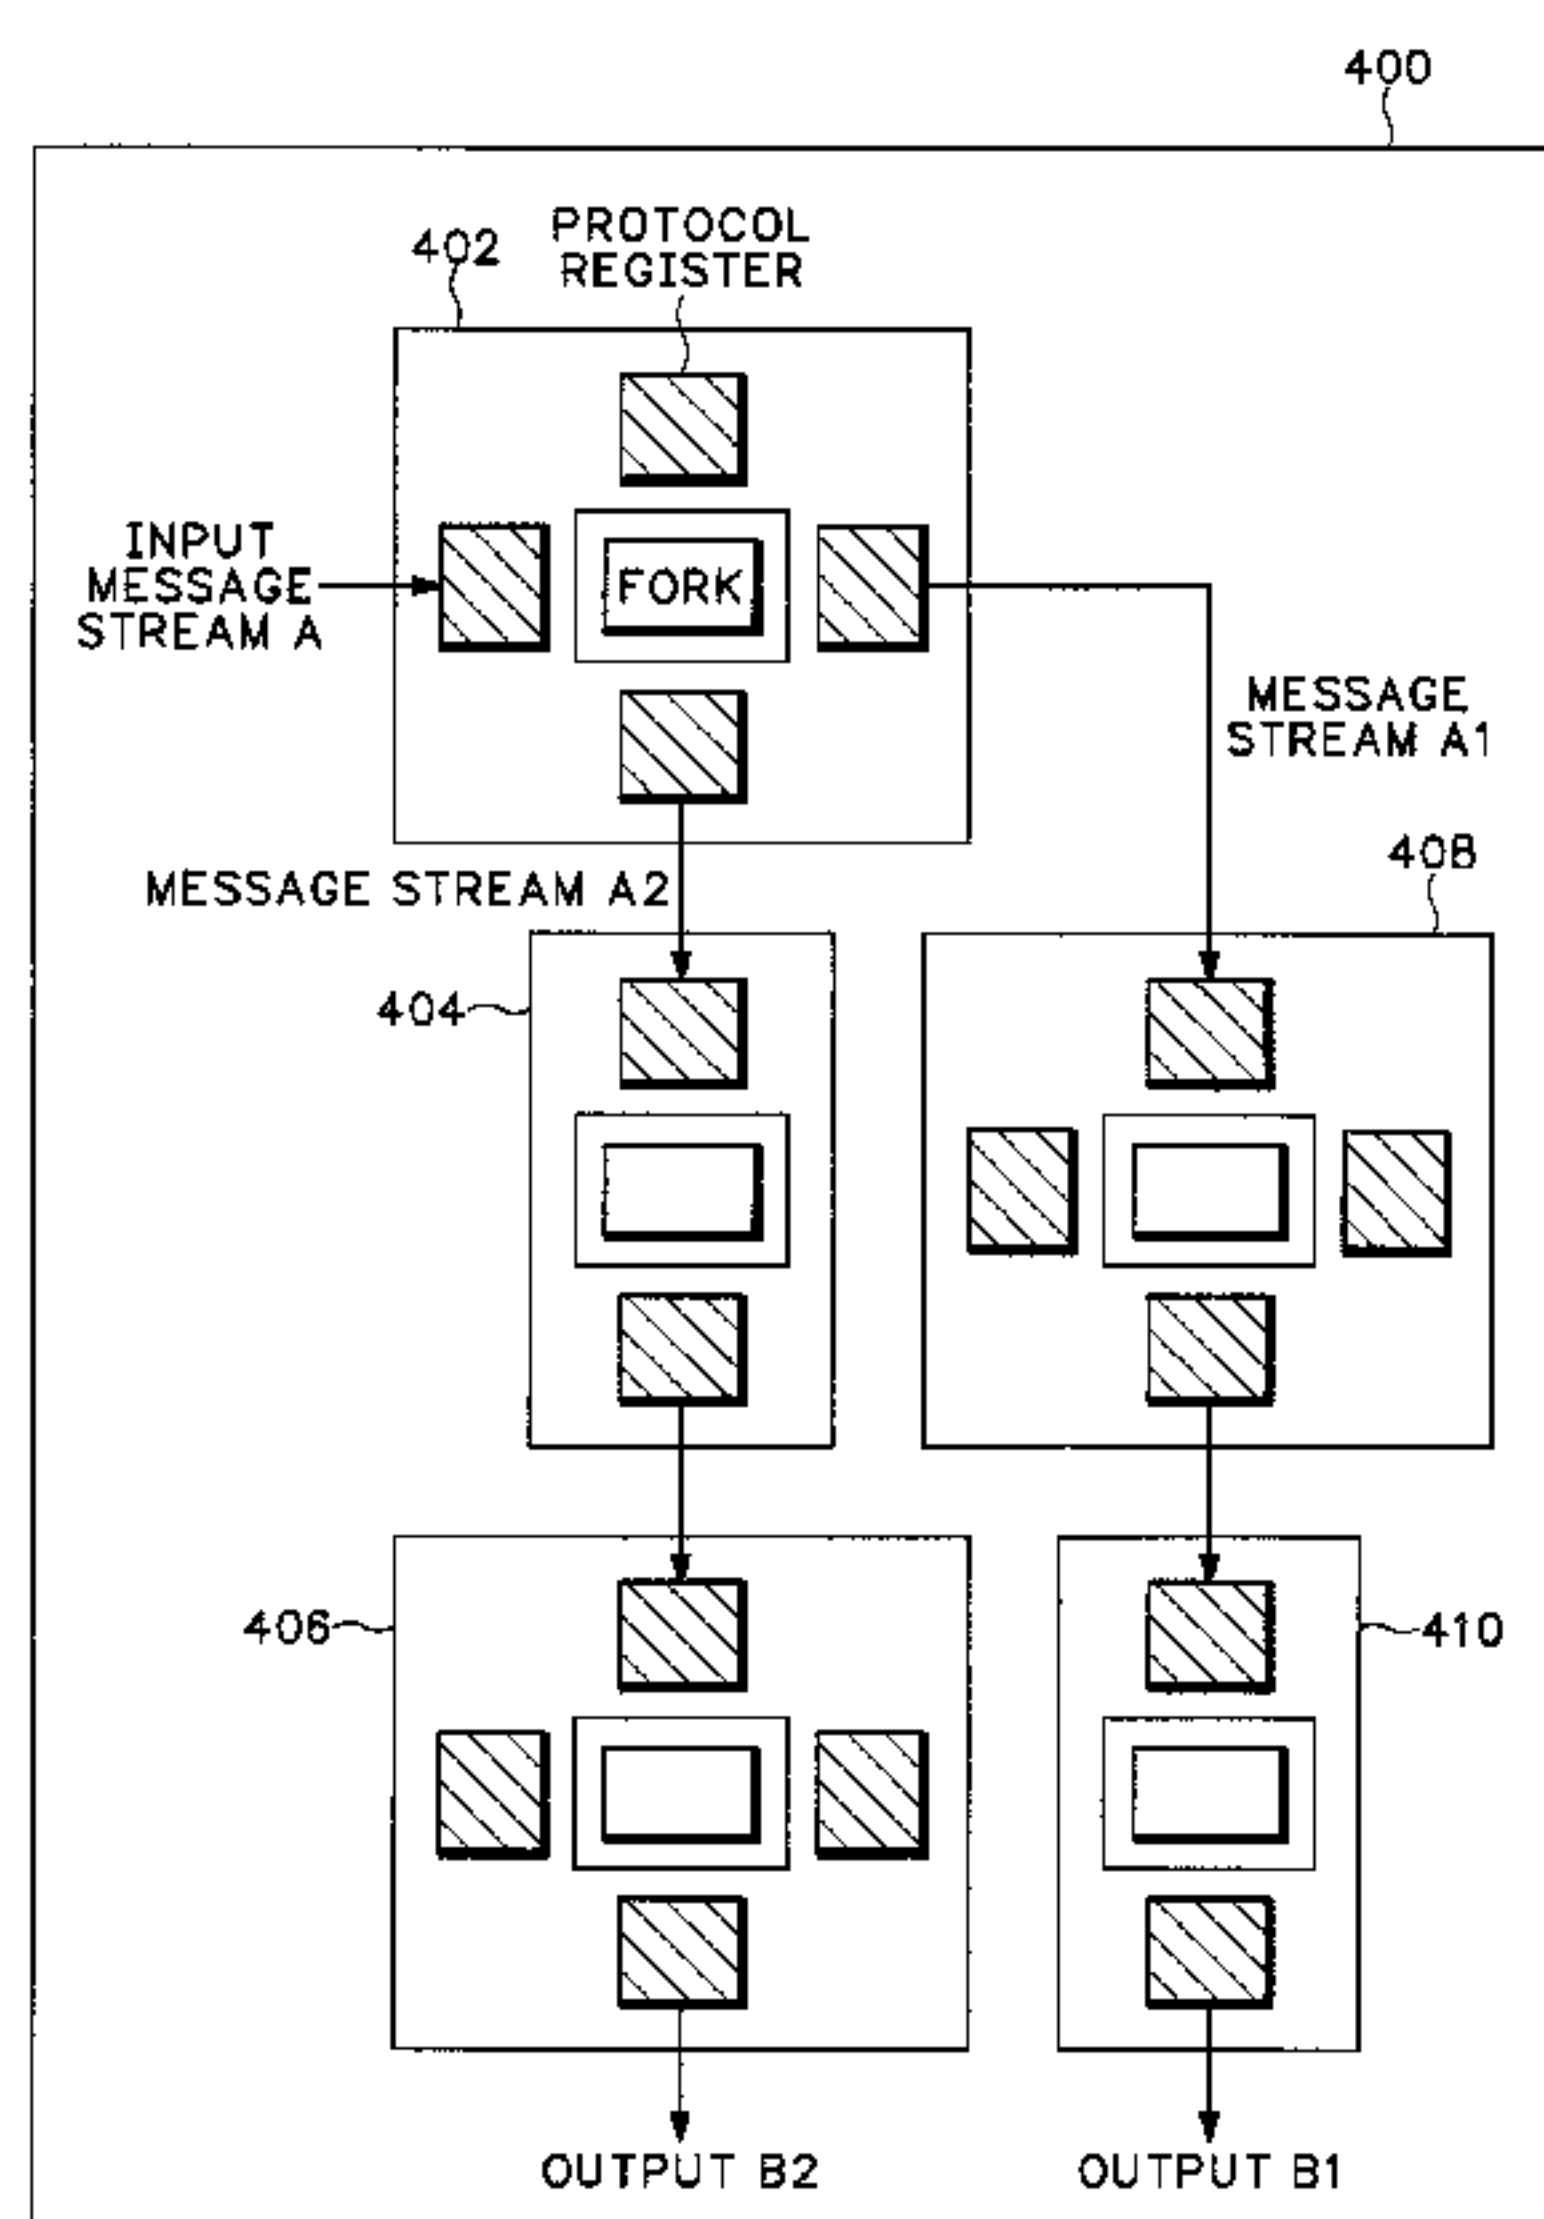 400
402
PROTOCOL
REGISTER
INPUT
MESSAGE
STREAM A
FORK
MESSAGE
STREAM A1
MESSAGE STREAM A2
408
404
406
410
OUTPUT B2
OUTPUT B1